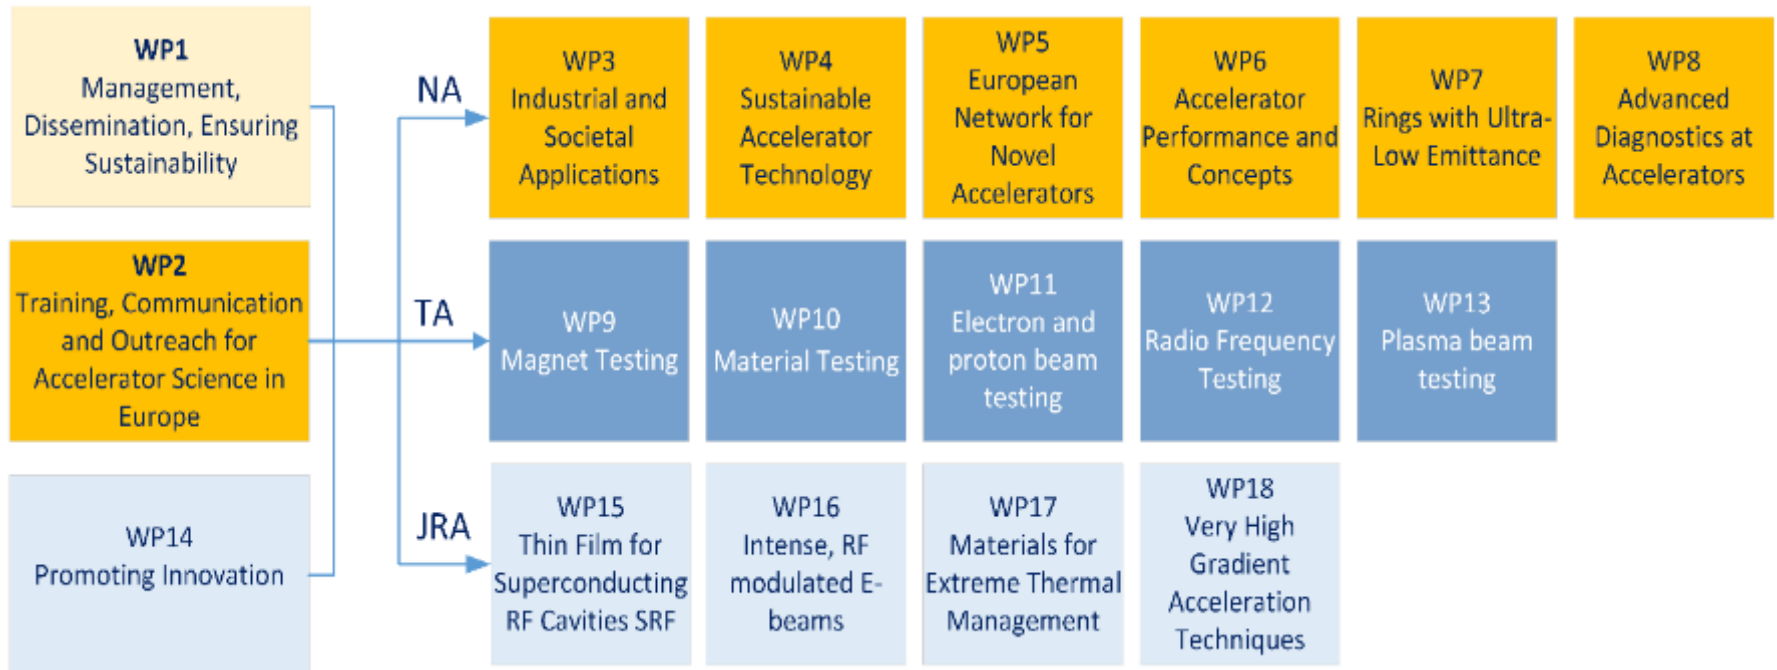 WP1
Management,
Dissemination, Ensuring
Sustainability
WP2
Training, Communication
and Outreach for
Accelerator Science in
Europe
WP14
Promoting Innovation
NA
WP3
Industrial and
Societal
Applications
WP4
Sustainable
Accelerator
Technology
WP5
European
Network for
Novel
Accelerators
WP6
Accelerator
Performance and
Concepts
WP7
Rings with Ultra-
Low Emittance
WP8
Advanced
Diagnostics at
Accelerators
TA
WP9
Magnet Testing
WP10
Material Testing
WP11
Electron and
proton beam
testing
WP12
Radio Frequency
Testing
WP13
Plasma beam
testing
JRA
WP15
Thin Film for
Superconducting
RF Cavities SRF
WP16
Intense, RF
modulated E-
beams
WP17
Materials for
Extreme Thermal
Management
WP18
Very High
Gradient
Acceleration
Techniques